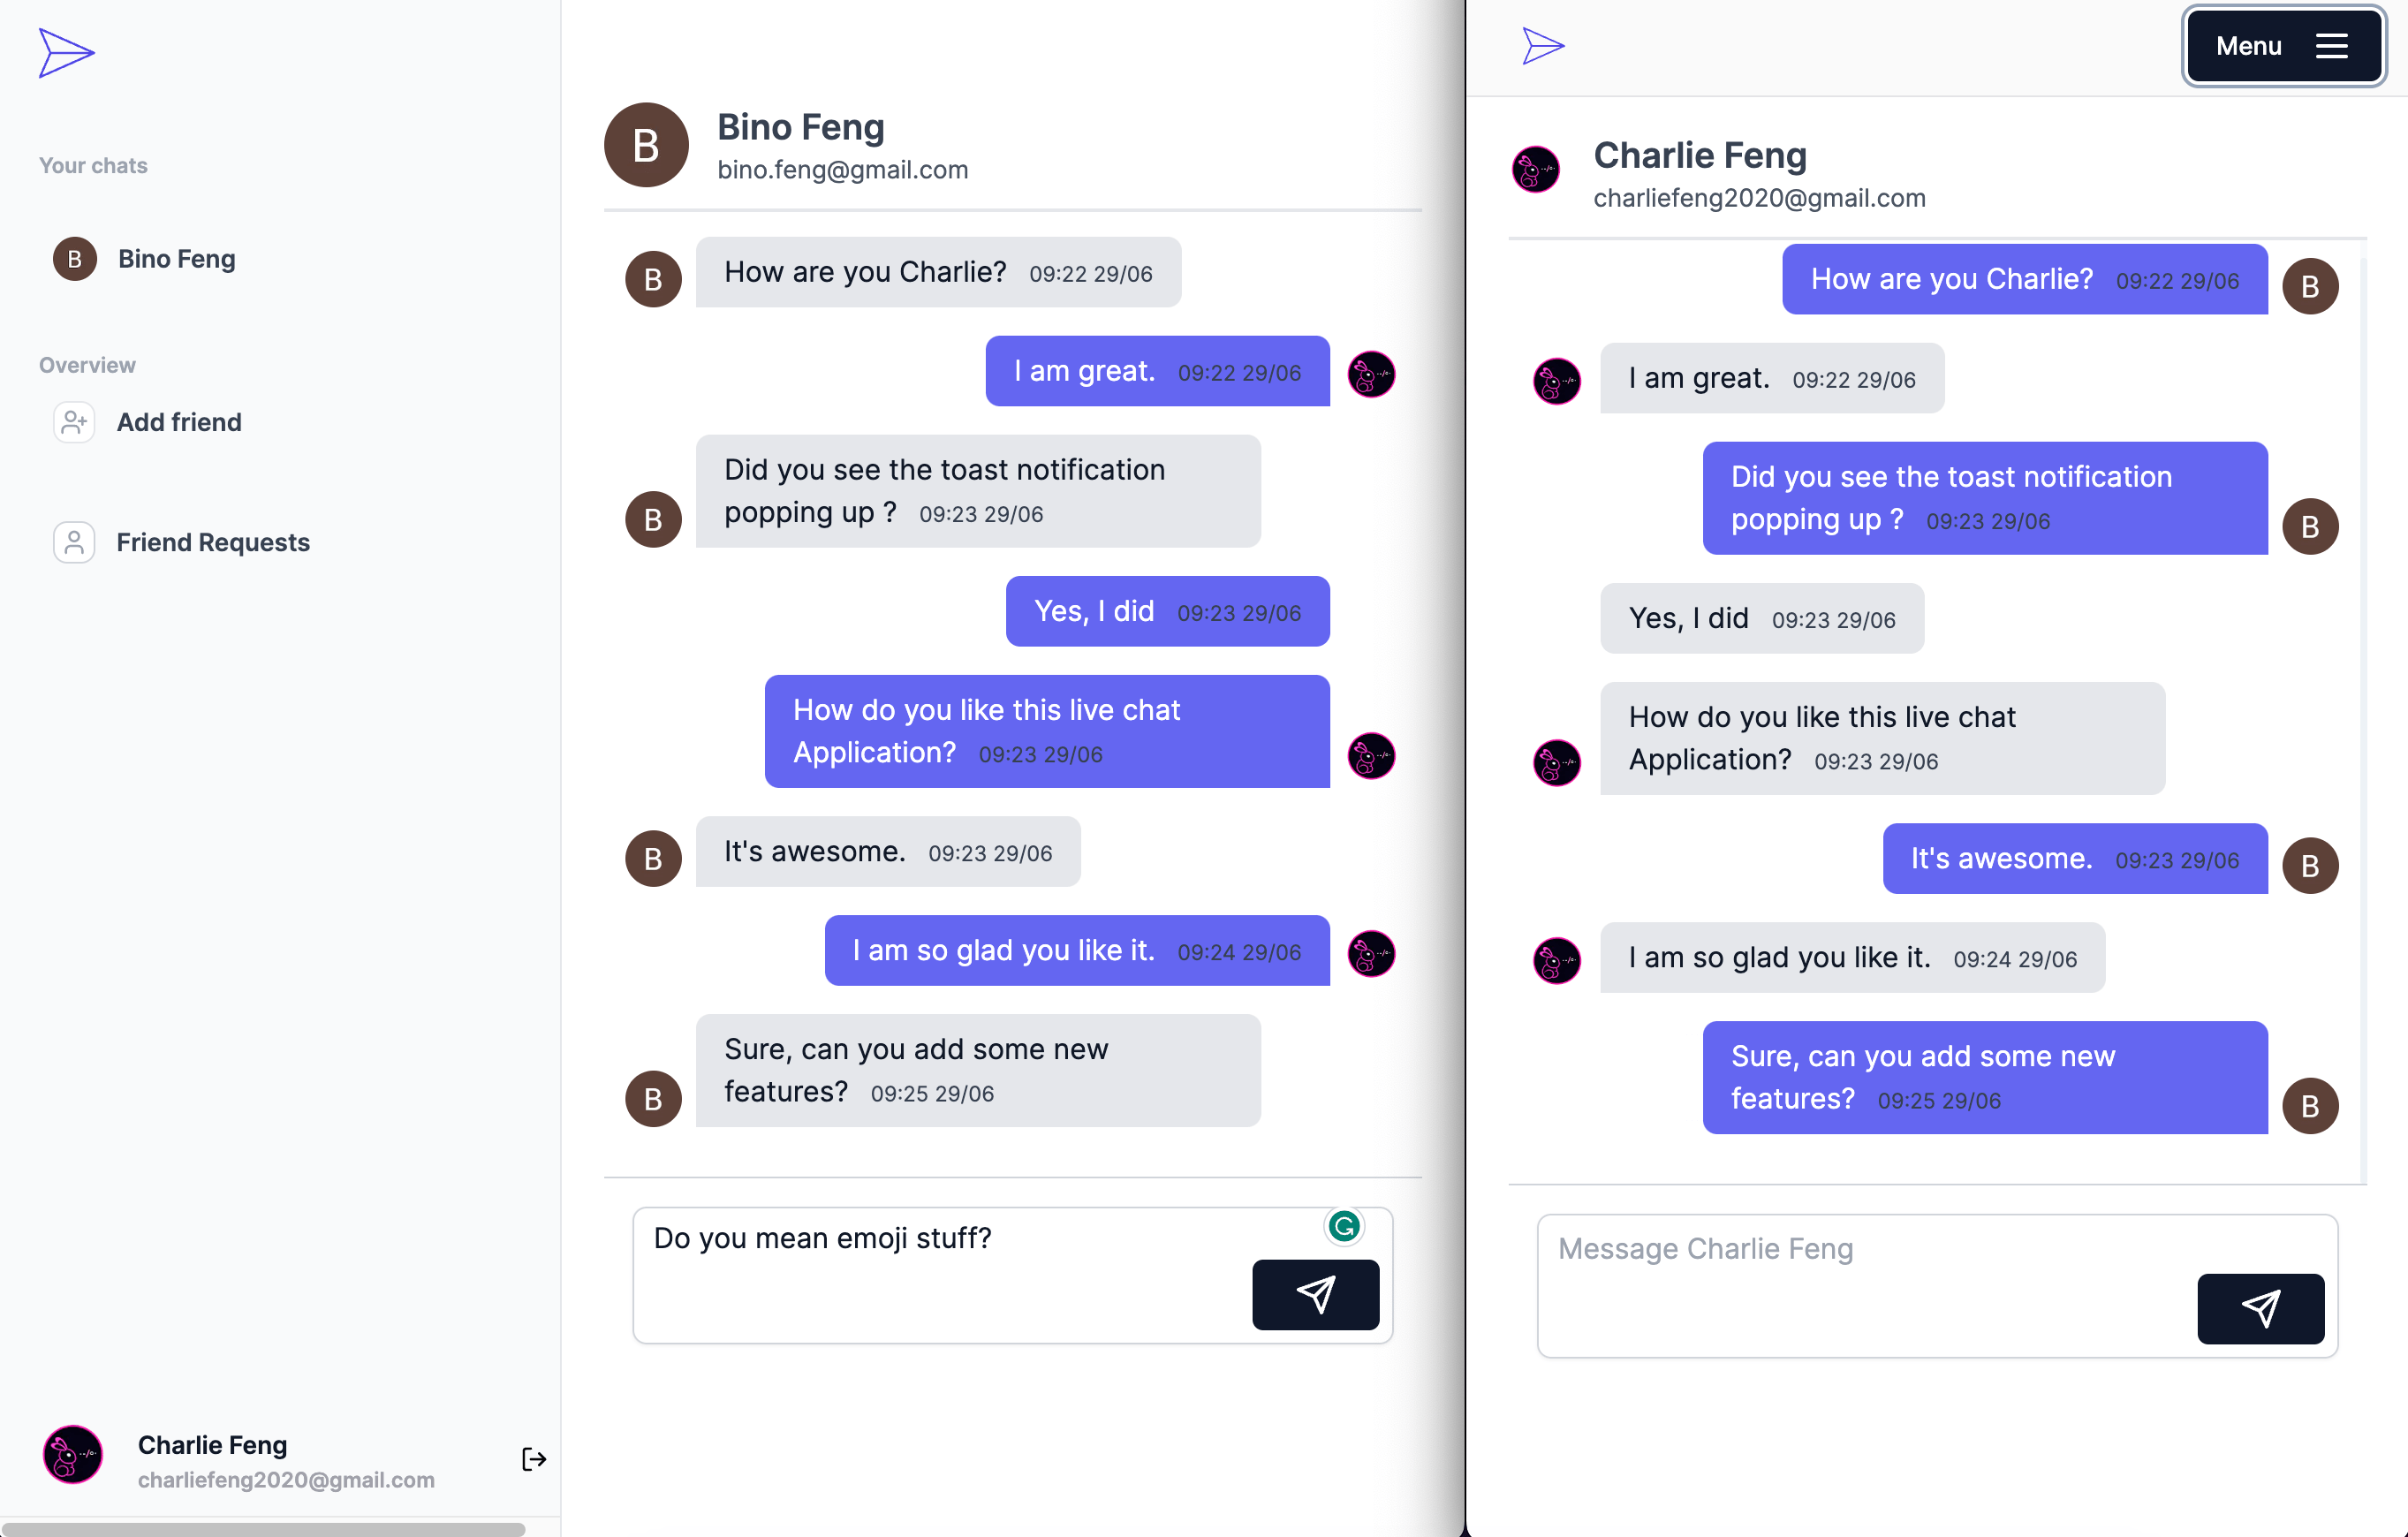 Your chats
B Bino Feng
Overview
Add friend
Friend Requests
Charlie Feng
charliefeng2020@gmail.com
B
Bino Feng
bino.feng@gmail.com
B How are you Charlie? 09:22 29/06
I am great. 09:22 29/06
Did you see the toast notification
B popping up ? 09:23 29/06
Yes, I did 09:23 29/06
How do you like this live chat
Application? 09:23 29/06
B It's awesome. 09:23 29/06
I am so glad you like it. 09:24 29/06
Sure, can you add some new
B features? 09:25 29/06
Do you mean emoji stuff?
Menu
Charlie Feng
charliefeng2020@gmail.com
How are you Charlie? 09:22 29/06 B
I am great. 09:22 29/06
Did you see the toast notification
popping up ? 09:23 29/06 B
Yes, I did 09:23 29/06
How do you like this live chat
Application? 09:23 29/06
It's awesome. 09:23 29/06 B
I am so glad you like it. 09:24 29/06
Sure, can you add some new
features? 09:25 29/06 B
Message Charlie Feng